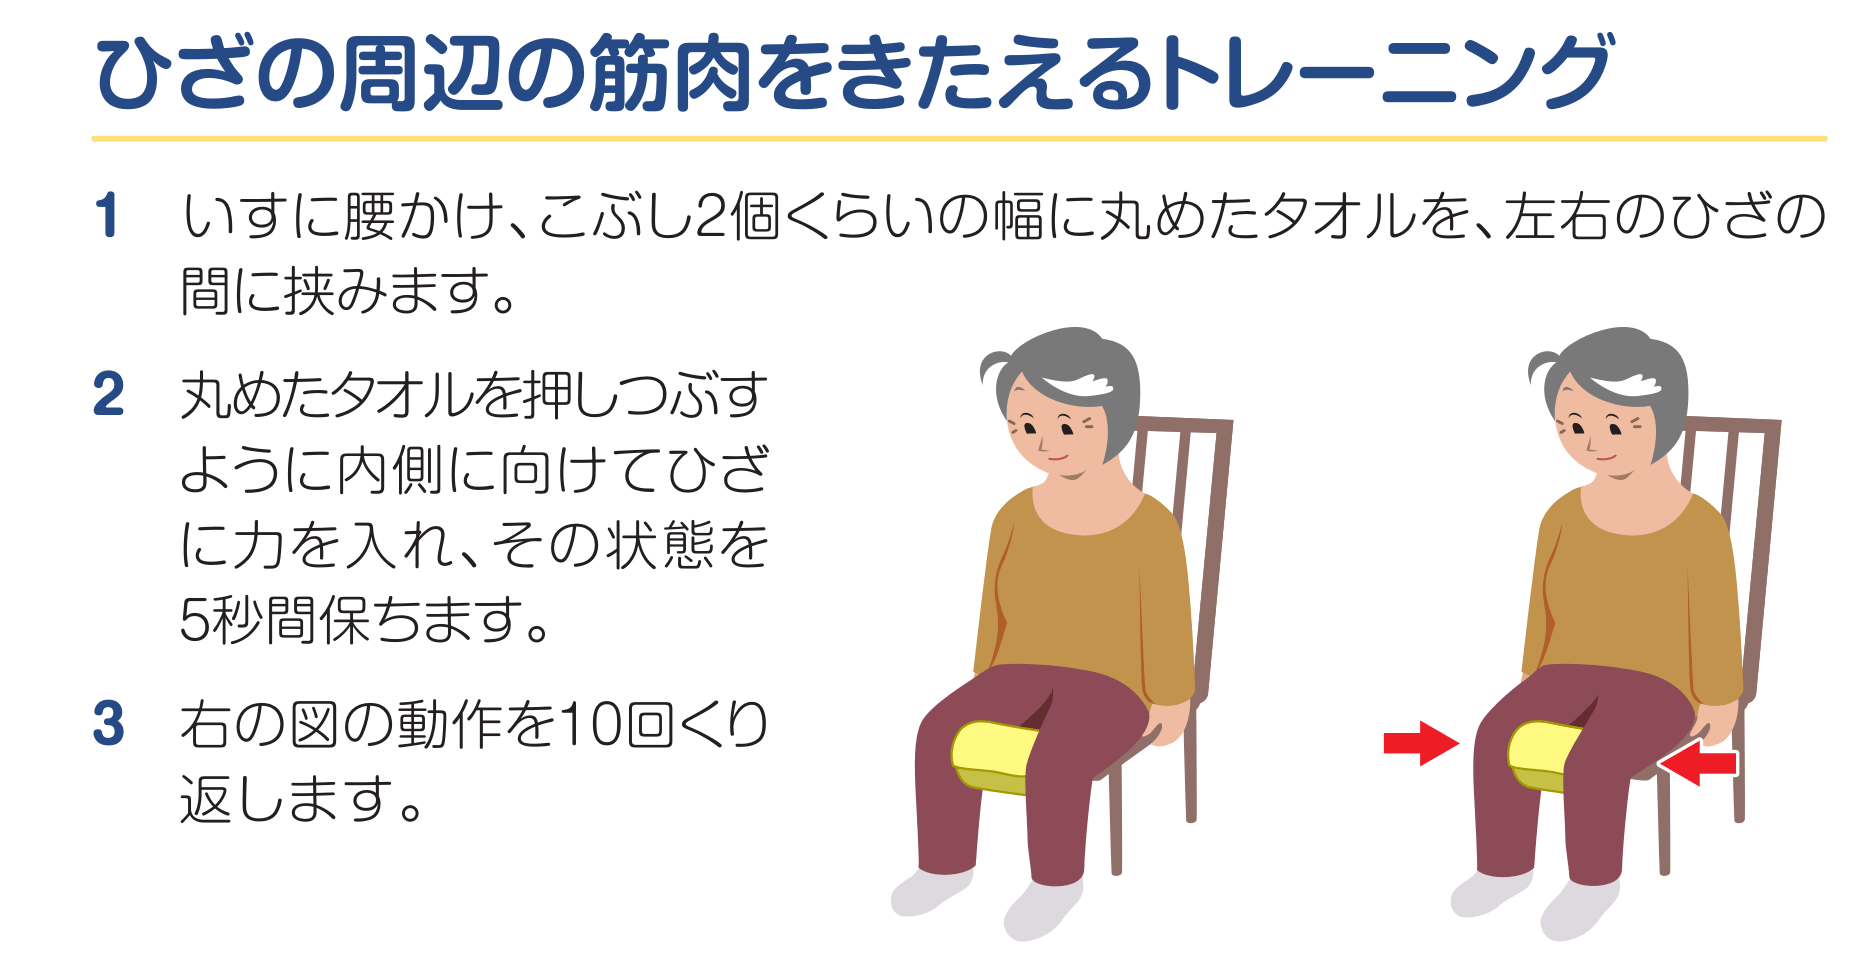 ひざの周辺の筋肉をきたえるトレーニング
1 いすに腰かけ、こぶし2個くらいの幅に丸めたタオルを、左右のひざの
間に挟みます。
2 丸めたタオルを押しつぶす
ように内側に向けてひざ
に力を入れ、その状態を
5秒間保ちます。
3 右の図の動作を10回くり
返します。